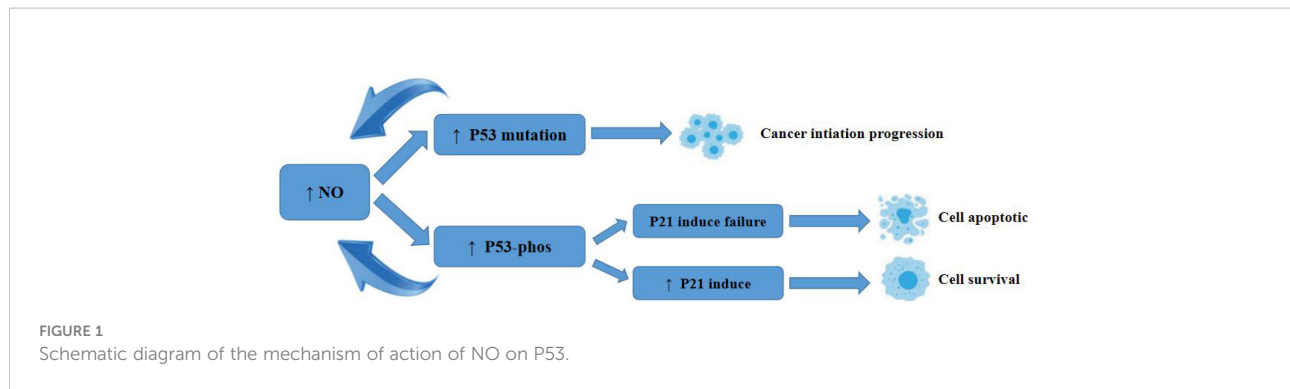 ↑ P53 mutation
Cancer intiation progression
↑ NO
P21 induce failure
Cell apoptotic
↑ P53-phos
↑ P21 induce
Cell survival
FIGURE 1
Schematic diagram of the mechanism of action of NO on P53.